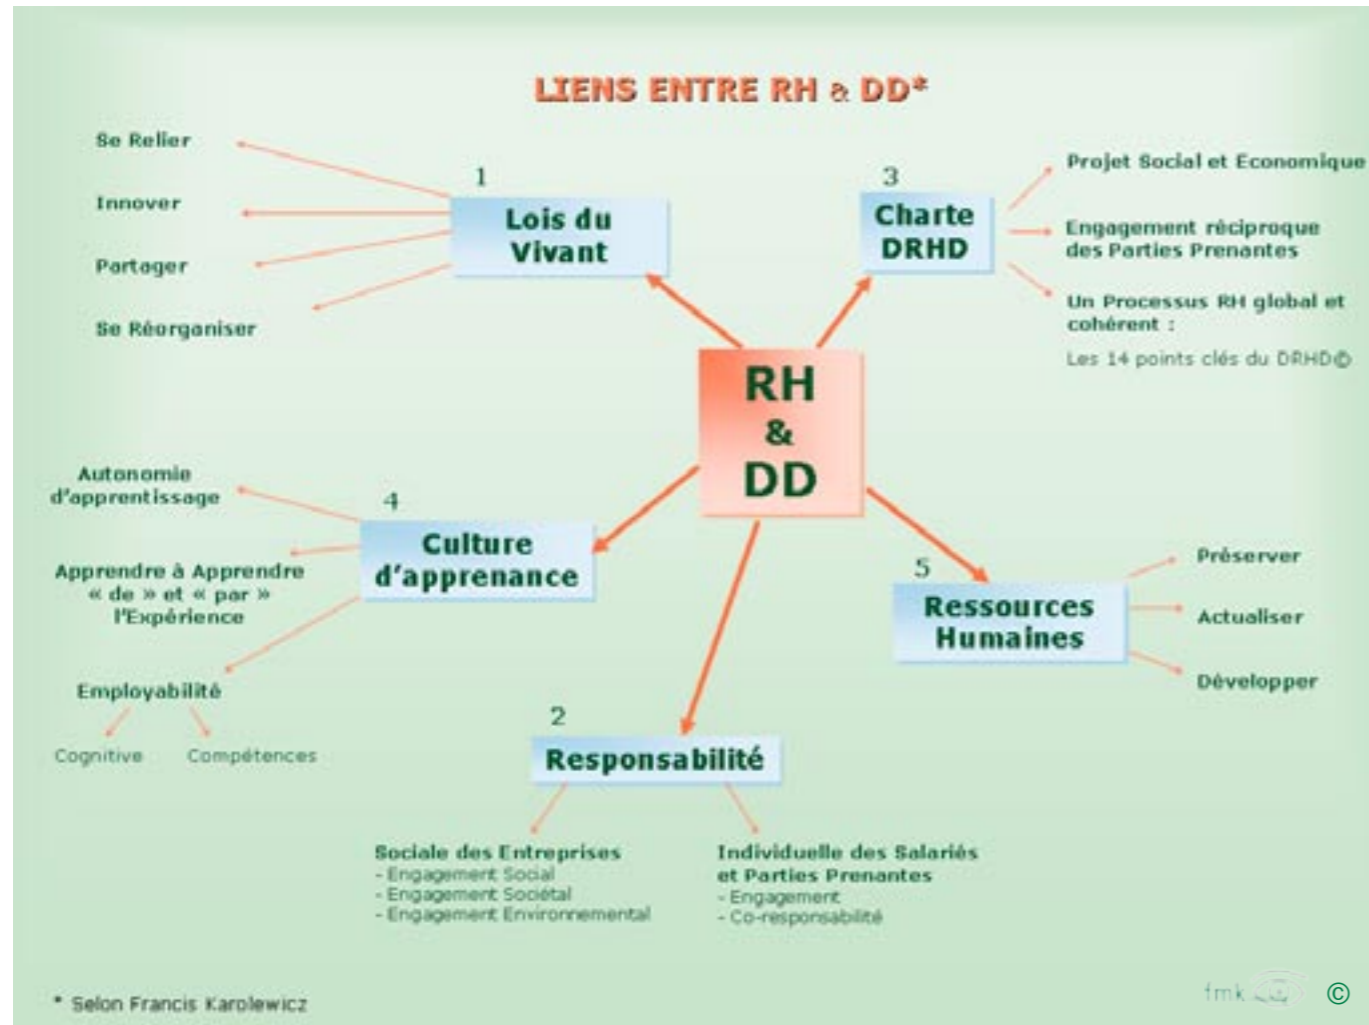 LIENS ENTRE RH & DD*
1
Lois du
Vivant
Se Relier
Innover
Partager
Se Réorganiser
3
Charte
DRHD
Projet Social et Economique
Engagement réciproque
des Parties Prenantes
Un Processus RH global et
cohérent :
Les 14 points clés du DRHD©
RH
&
DD
4
Culture
d'apprenance
Autonomie
d'apprentissage
Apprendre à Apprendre
« de » et « par »
l'Expérience
Employabilité
Cognitive
Compétences
5
Ressources
Humaines
Préserver
Actualiser
Développer
2
Responsabilité
Sociale des Entreprises
- Engagement Social
- Engagement Sociétal
- Engagement Environnemental
Individuelle des Salariés
et Parties Prenantes
- Engagement
- Co-responsabilité
* Selon Francis Karolewicz
fmk ©